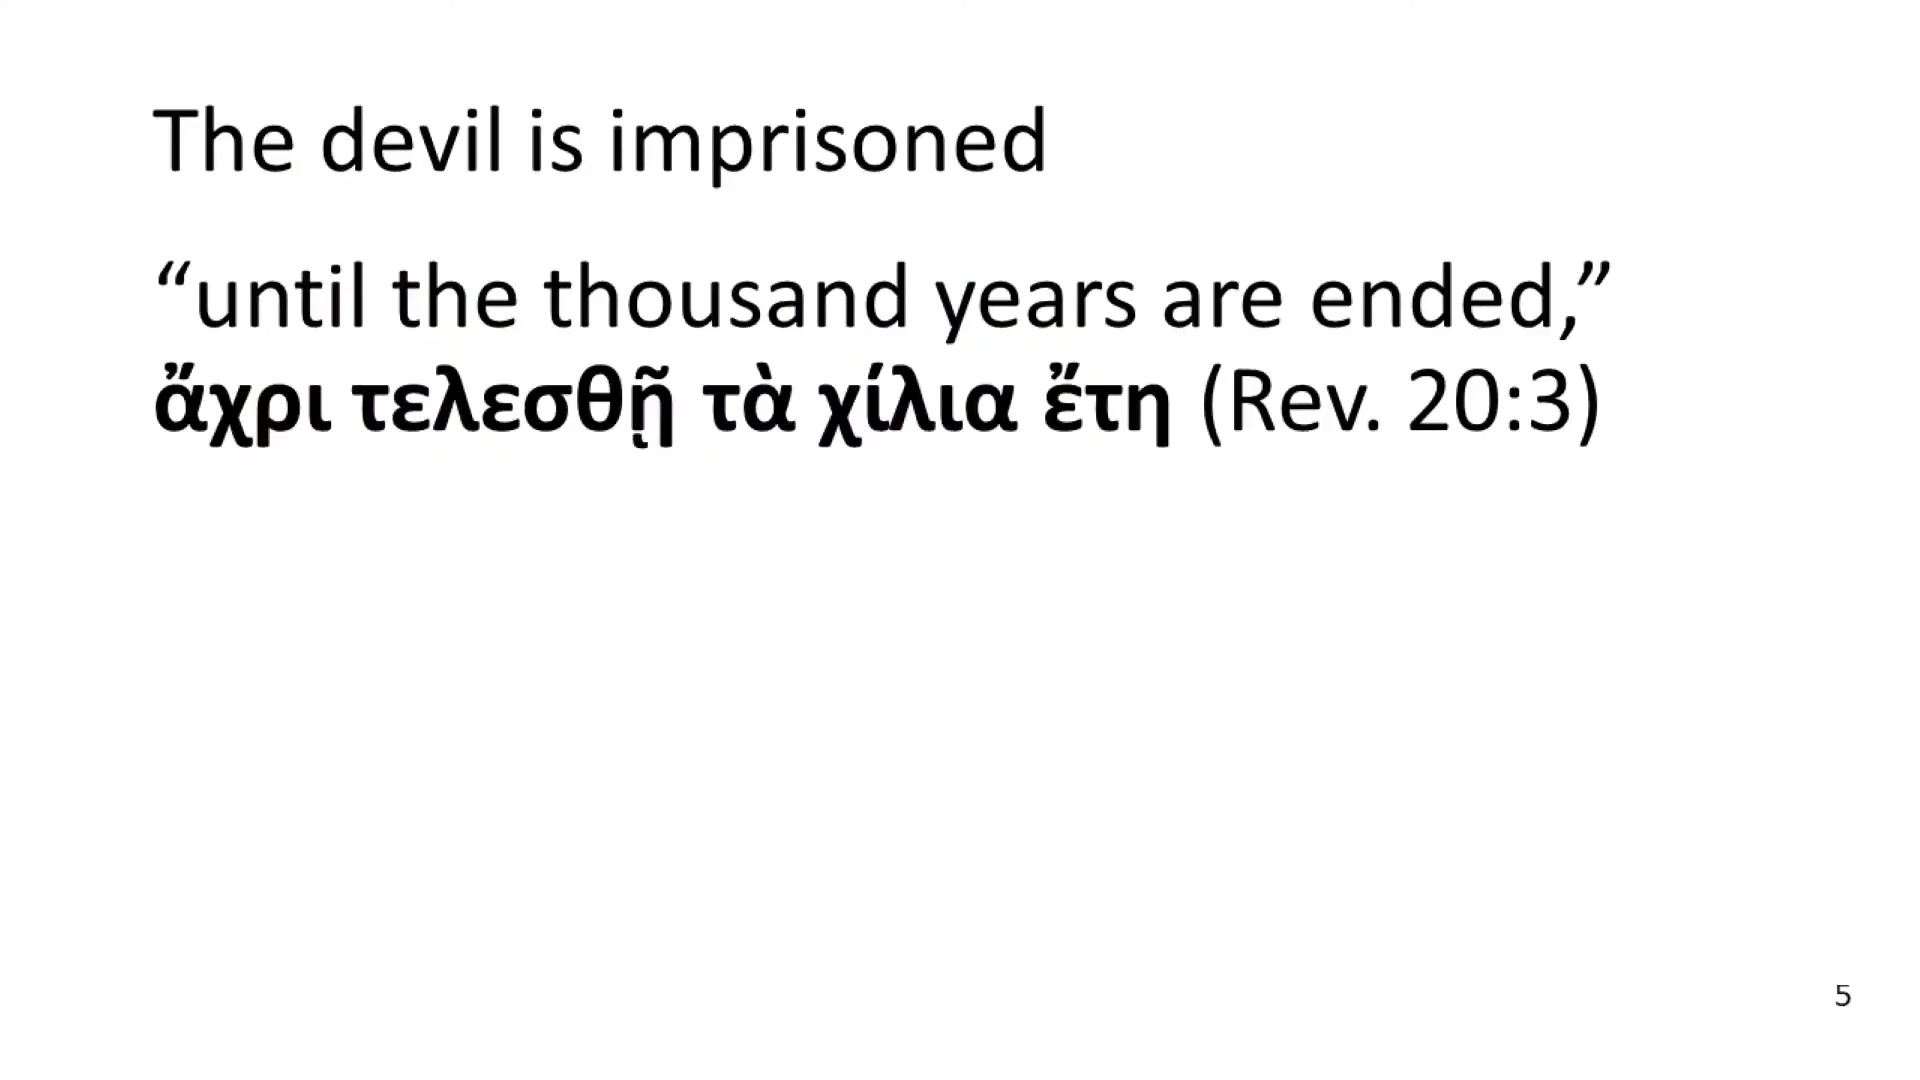 The devil is imprisoned
“until the thousand years are ended,”
ἄχρι τελεσθῇ τὰ χίλια ἔτη (Rev. 20:3)
5